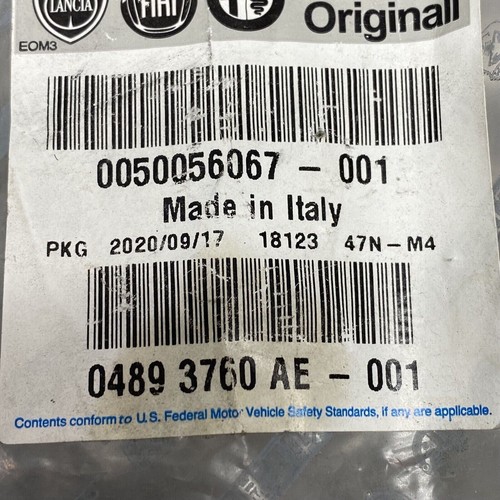 LANCIA FIAT Originali
EOM3
0050056067 - 001
Made in Italy
PKG 2020/09/17 18123 47N-M4
0489 3760 AE - 001
Contents conform to U.S. Federal Motor Vehicle Safety Standards, if any are applicable.